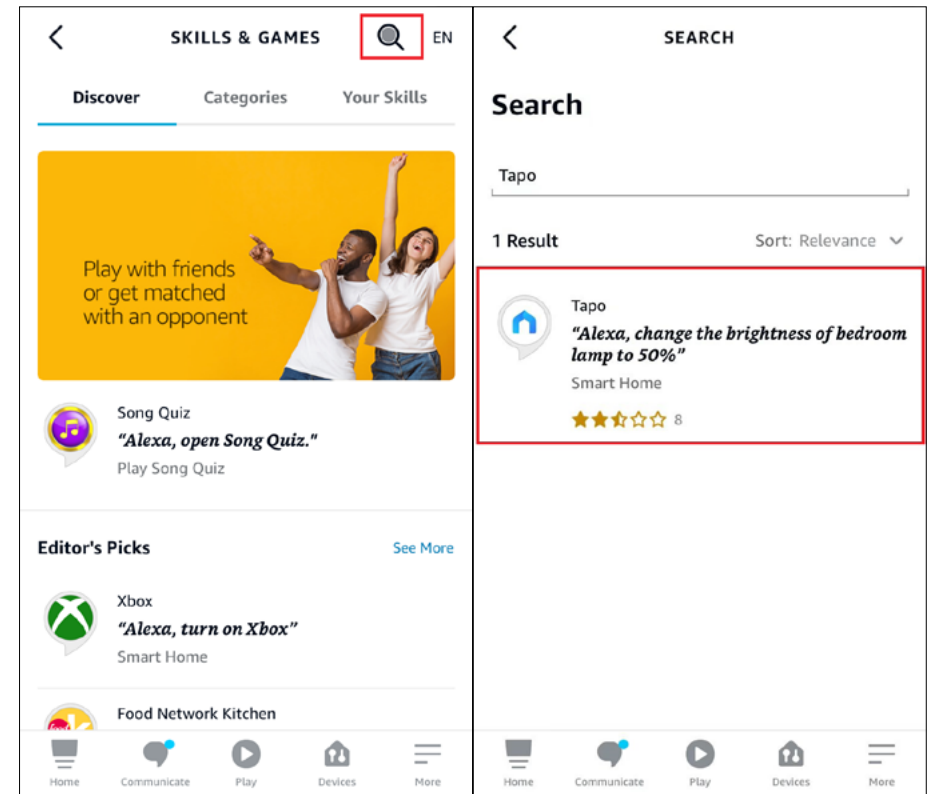 SKILLS & GAMES
EN
Discover
Categories
Your Skills
Play with friends
or get matched
with an opponent
Song Quiz
“Alexa, open Song Quiz."
Play Song Quiz
Editor's Picks
See More
Xbox
“Alexa, turn on Xbox”
Smart Home
food
Food Network Kitchen
Home
Communicate
Play
Devices
More
SEARCH
Search
Tapo
1 Result
Sort: Relevance
Tapo
“Alexa, change the brightness of bedroom
lamp to 50%”
Smart Home
8
Home
Communicate
Play
Devices
More